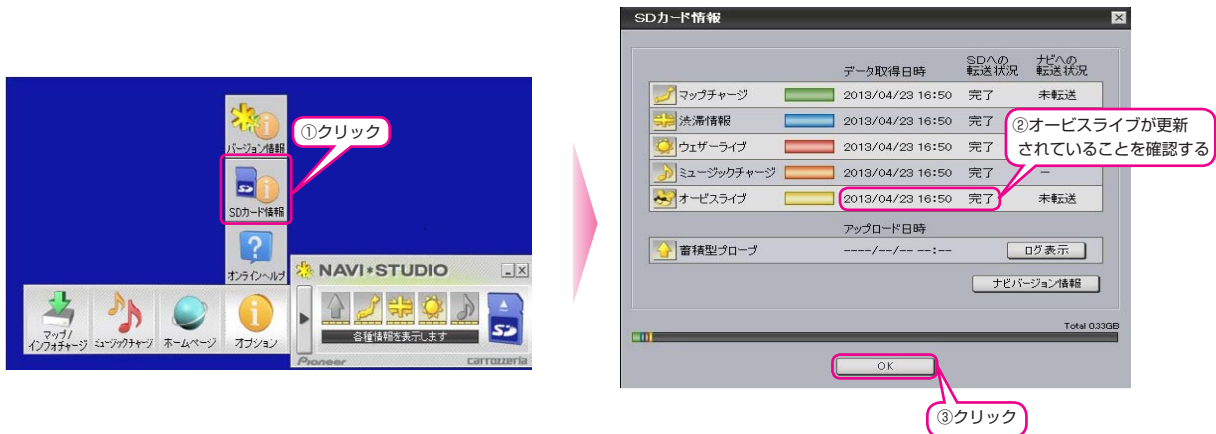 バージョン情報
①クリック
SDカード情報
オンラインヘルプ
マップ/
インフォチャージ
ミュージックチャージ
ホームページ
オプション
NAVI*STUDIO
各種情報を表示します
Pioneer
carrozzeria
SDカード情報
データ取得日時
SDへの
転送状況
ナビへの
転送状況
マップチャージ 2013/04/23 16:50 完了 未転送
渋滞情報 2013/04/23 16:50 完了
ウェザーライブ 2013/04/23 16:50 完了
ミュージックチャージ 2013/04/23 16:50 完了 −
オービスライブ 2013/04/23 16:50 完了 未転送
②オービスライブが更新
されていることを確認する
アップロード日時
蓄積型プローブ ----/--/-- --:-- ログ表示
ナビバージョン情報
Total 0.33GB
OK
③クリック